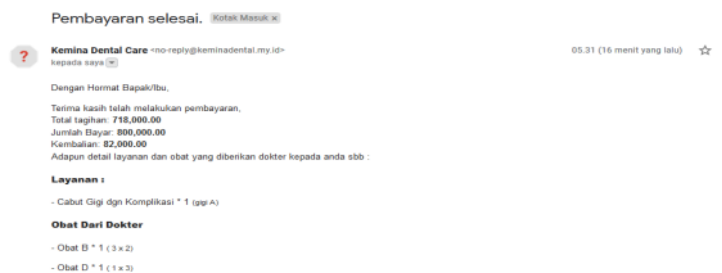 Pembayaran selesai. Kotak Masuk x
? Kemina Dental Care <no-reply@keminadental.my.id> 05.31 (16 menit yang lalu)
kepada saya
Dengan Hormat Bapak/Ibu,
Terima kasih telah melakukan pembayaran,
Total tagihan: 718,000.00
Jumlah Bayar: 800,000.00
Kembalian: 82,000.00
Adapun detail layanan dan obat yang diberikan dokter kepada anda sbb :
Layanan :
- Cabut Gigi dgn Komplikasi * 1 (gigi A)
Obat Dari Dokter
- Obat B * 1 ( 3 x 2)
- Obat D * 1 ( 1 x 3)